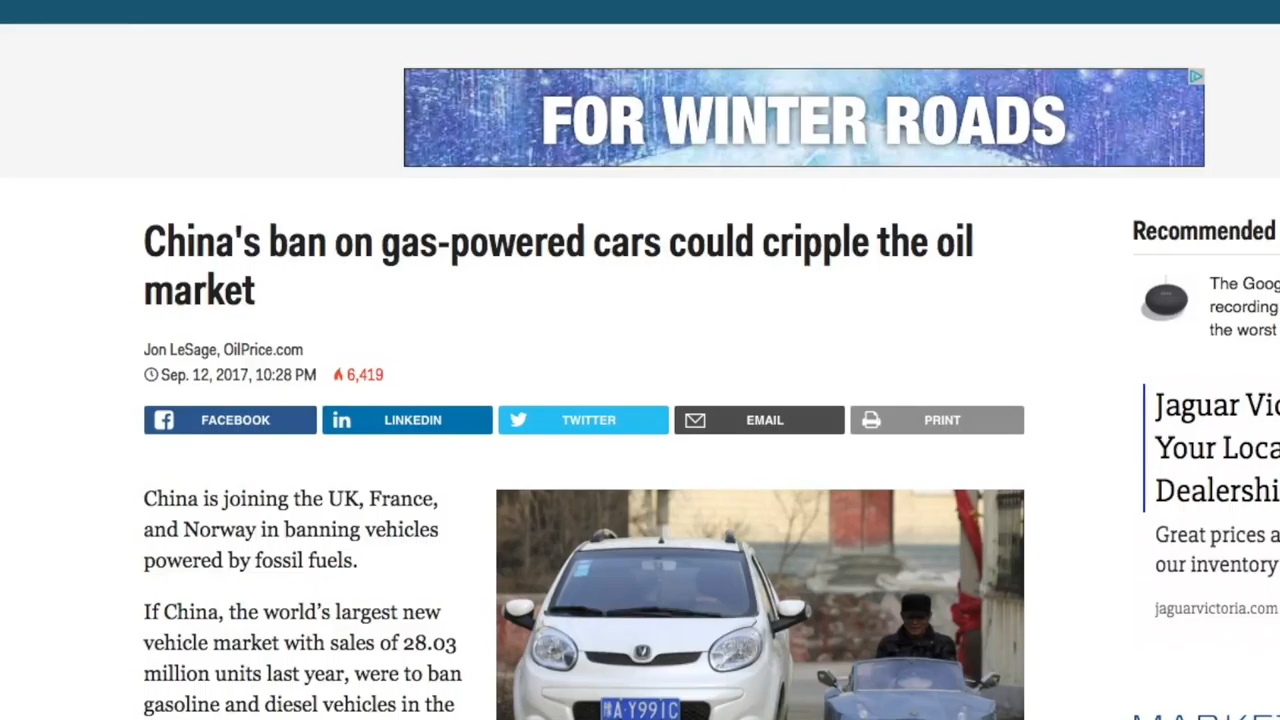 FOR WINTER ROADS
China's ban on gas-powered cars could cripple the oil
market
Jon LeSage, OilPrice.com
Sep. 12, 2017, 10:28 PM 6,419
FACEBOOK
LINKEDIN
TWITTER
EMAIL
PRINT
China is joining the UK, France,
and Norway in banning vehicles
powered by fossil fuels.
If China, the world’s largest new
vehicle market with sales of 28.03
million units last year, were to ban
gasoline and diesel vehicles in the
A·Y991C
Recommended
The Goog
recording
the worst
Jaguar Vic
Your Loca
Dealershi
Great prices a
our inventory
jaguarvictoria.com